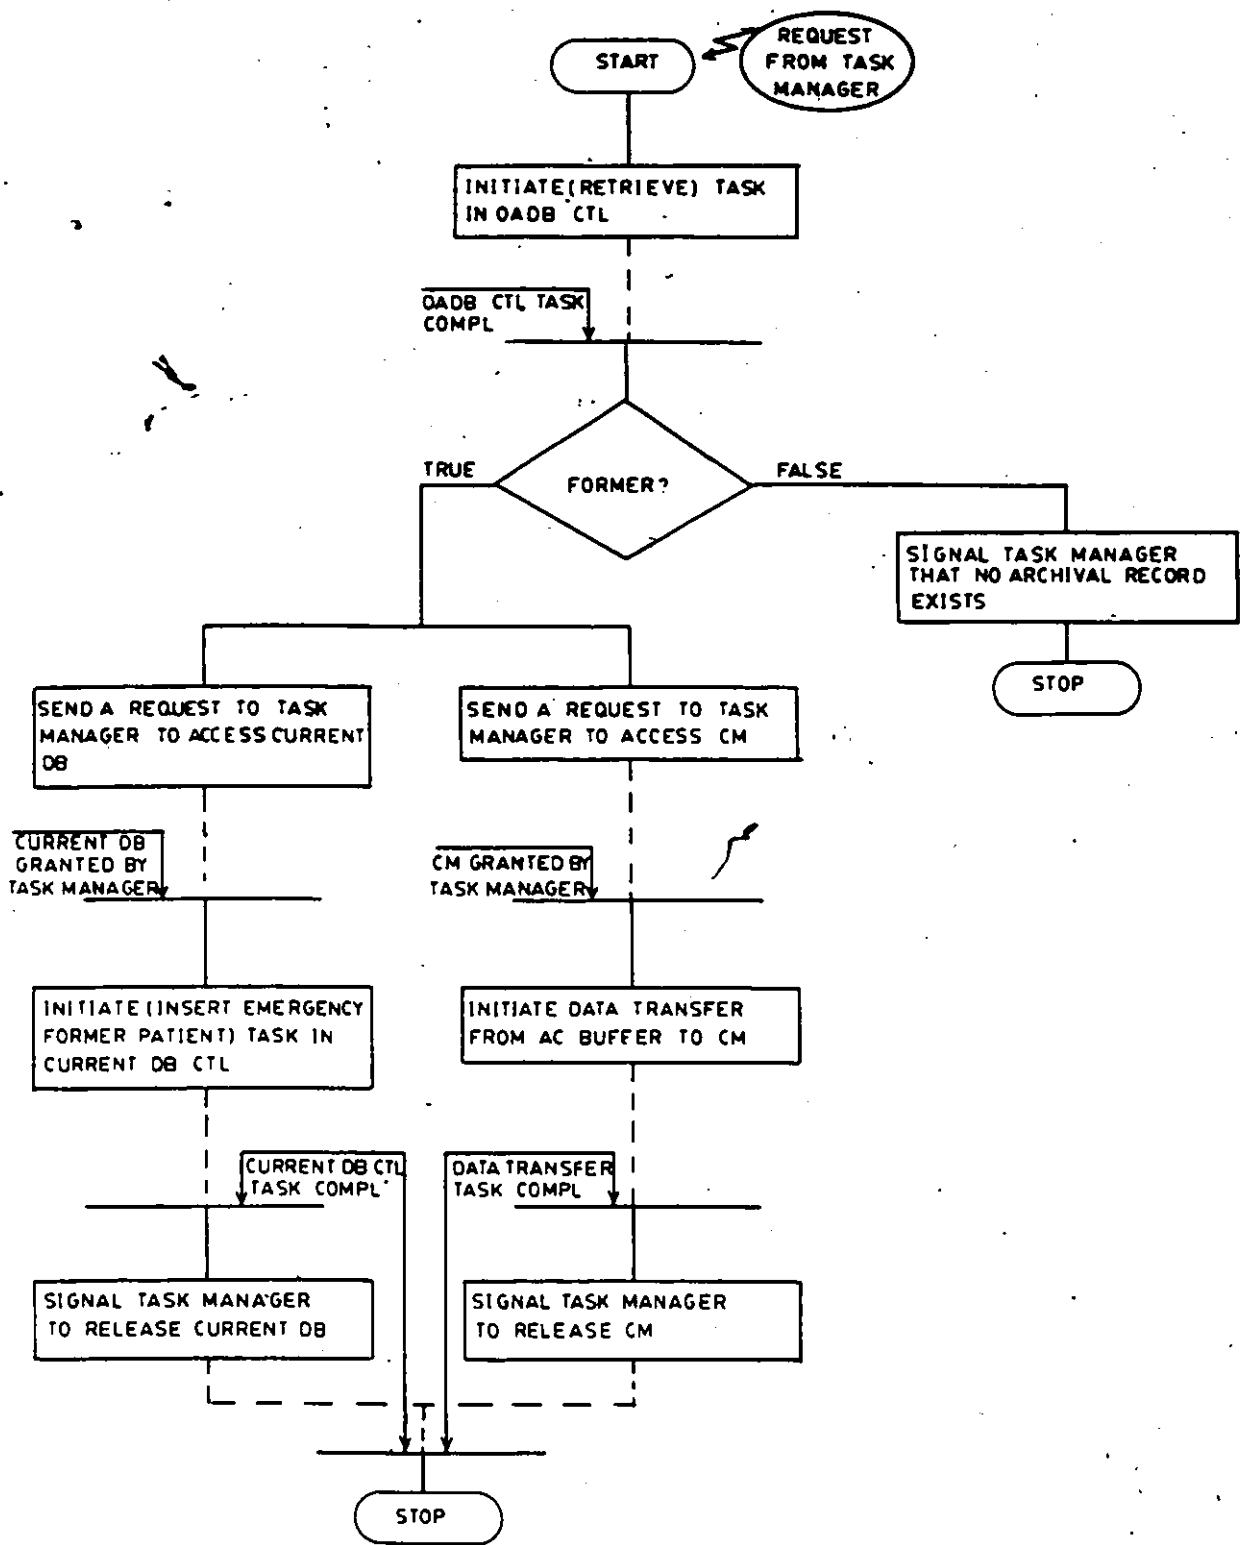 START
REQUEST
FROM TASK
MANAGER
INITIATE(RETRIEVE) TASK
IN OADB CTL
OADB CTL TASK
COMPL
TRUE
FORMER?
FALSE
SIGNAL TASK MANAGER
THAT NO ARCHIVAL RECORD
EXISTS
STOP
SEND A REQUEST TO TASK
MANAGER TO ACCESS CURRENT
DB
SEND A REQUEST TO TASK
MANAGER TO ACCESS CM
CURRENT DB
GRANTED BY
TASK MANAGER
CM GRANTED BY
TASK MANAGER
INITIATE(INSERT EMERGENCY
FORMER PATIENT) TASK IN
CURRENT DB CTL
INITIATE DATA TRANSFER
FROM AC BUFFER TO CM
CURRENT DB CTL
TASK COMPL
DATA TRANSFER
TASK COMPL
SIGNAL TASK MANAGER
TO RELEASE CURRENT DB
SIGNAL TASK MANAGER
TO RELEASE CM
STOP